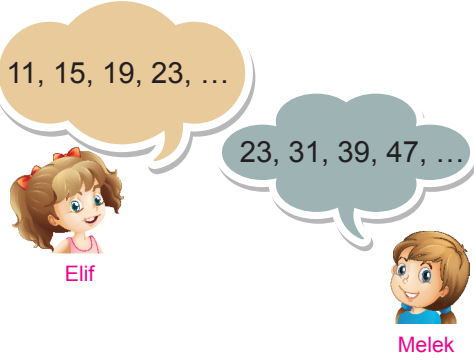 11, 15, 19, 23, …
23, 31, 39, 47, …
Elif
Melek